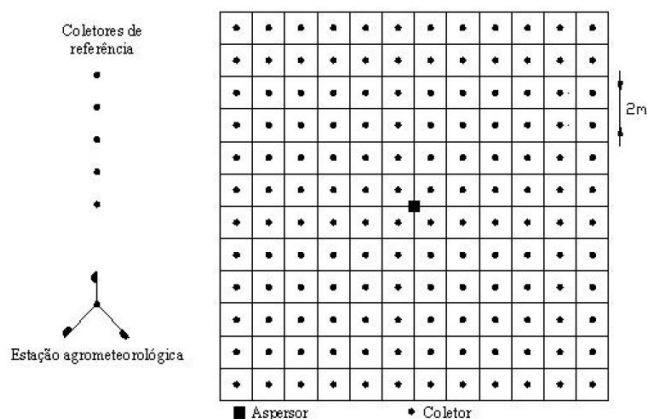 Coletores de
referência
2m
Estação agrometeorológica
Aspersor
Coletor